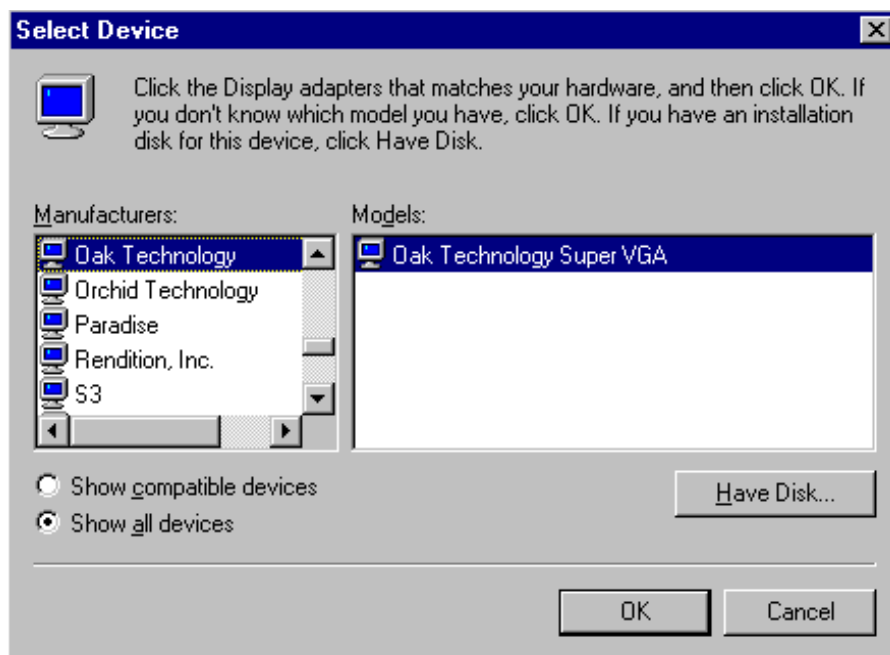 Select Device
Click the Display adapters that matches your hardware, and then click OK. If
you don't know which model you have, click OK. If you have an installation
disk for this device, click Have Disk.
Manufacturers:
Models:
Oak Technology
Orchid Technology
Paradise
Rendition, Inc.
S3
Oak Technology Super VGA
Show compatible devices
Show all devices
Have Disk...
OK
Cancel